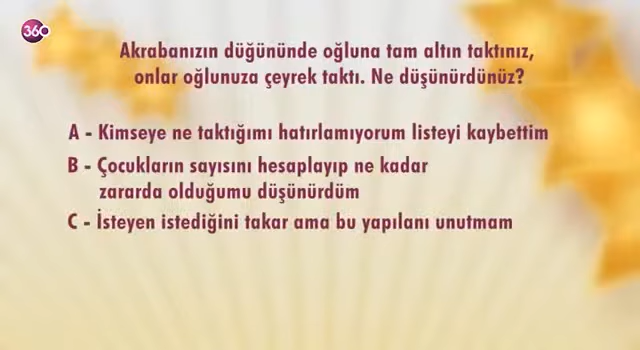 360
Akrabanızın düğününde oğluna tam altın taktınız,
onlar oğlunuza çeyrek taktı. Ne düşünürdünüz?
A - Kimseye ne taktığımı hatırlamıyorum listeyi kaybettim
B - Çocukların sayısını hesaplayıp ne kadar
zararda olduğumu düşünürdüm
C - İsteyen istediğini takar ama bu yapılanı unutmam